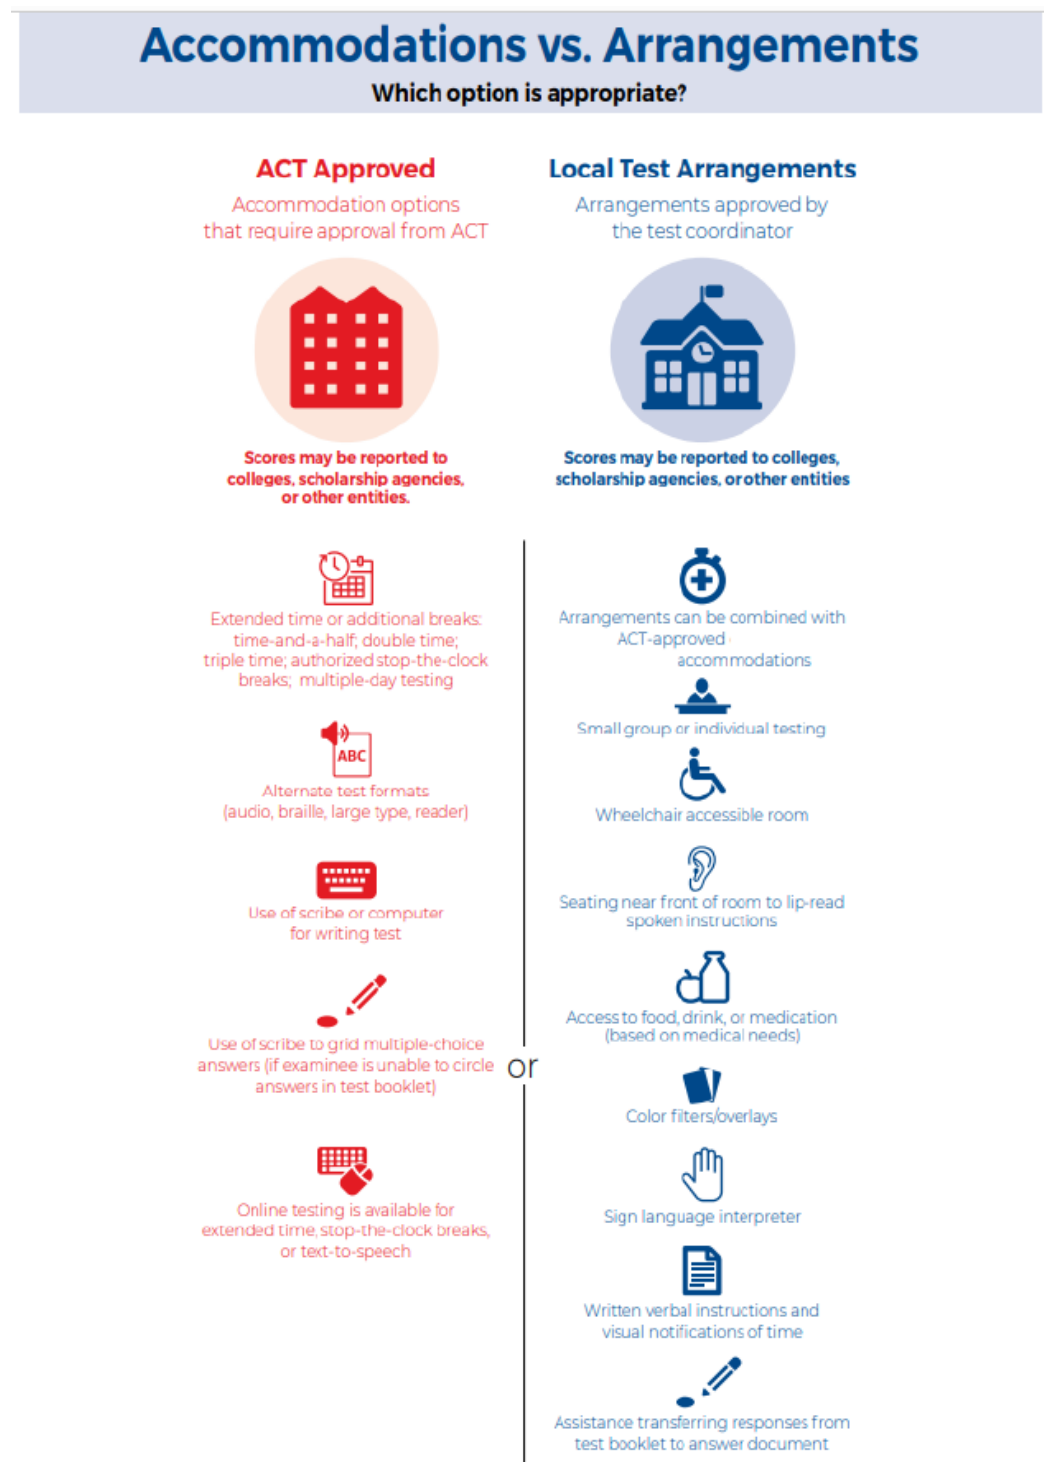 Accommodations vs. Arrangements
Which option is appropriate?
ACT Approved
Accommodation options
that require approval from ACT
Scores may be reported to
colleges, scholarship agencies,
or other entities.
Extended time or additional breaks:
time-and-a-half; double time;
triple time; authorized stop-the-clock
breaks; multiple-day testing
ABC
Alternate test formats
(audio, braille, large type, reader)
Use of scribe or computer
for writing test
Use of scribe to grid multiple-choice
answers (if examinee is unable to circle
answers in test booklet)
Online testing is available for
extended time, stop-the-clock breaks,
or text-to-speech
or
Local Test Arrangements
Arrangements approved by
the test coordinator
Scores may be reported to colleges,
scholarship agencies, or other entities
Arrangements can be combined with
ACT-approved
accommodations
Small group or individual testing
Wheelchair accessible room
Seating near front of room to lip-read
spoken instructions
Access to food, drink, or medication
(based on medical needs)
Color filters/overlays
Sign language interpreter
Written verbal instructions and
visual notifications of time
Assistance transferring responses from
test booklet to answer document